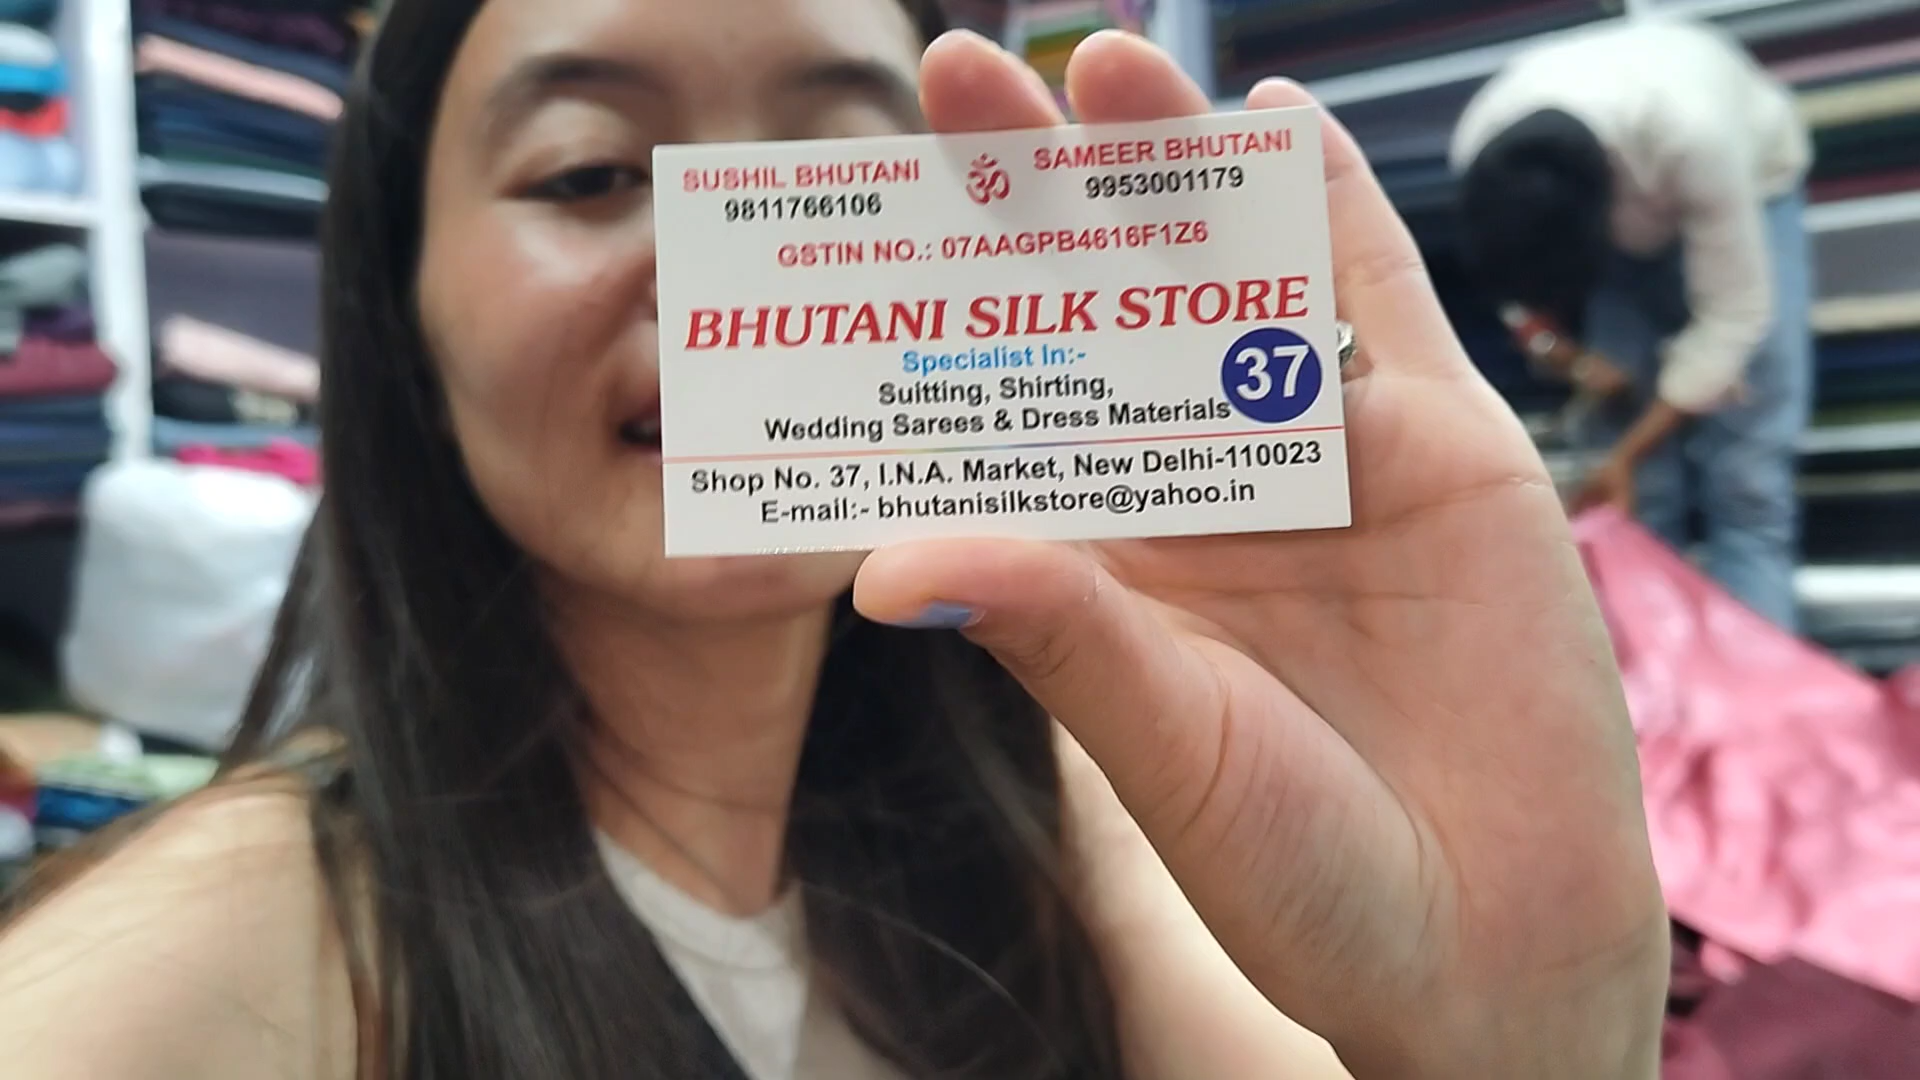 SUSHIL BHUTANI
9811766106
ॐ
SAMEER BHUTANI
9953001179
GSTIN NO.: 07AAGPB4616F1Z6
BHUTANI SILK STORE
Specialist In:-
Suitting, Shirting,
Wedding Sarees & Dress Materials
37
Shop No. 37, I.N.A. Market, New Delhi-110023
E-mail:- bhutanisilkstore@yahoo.in